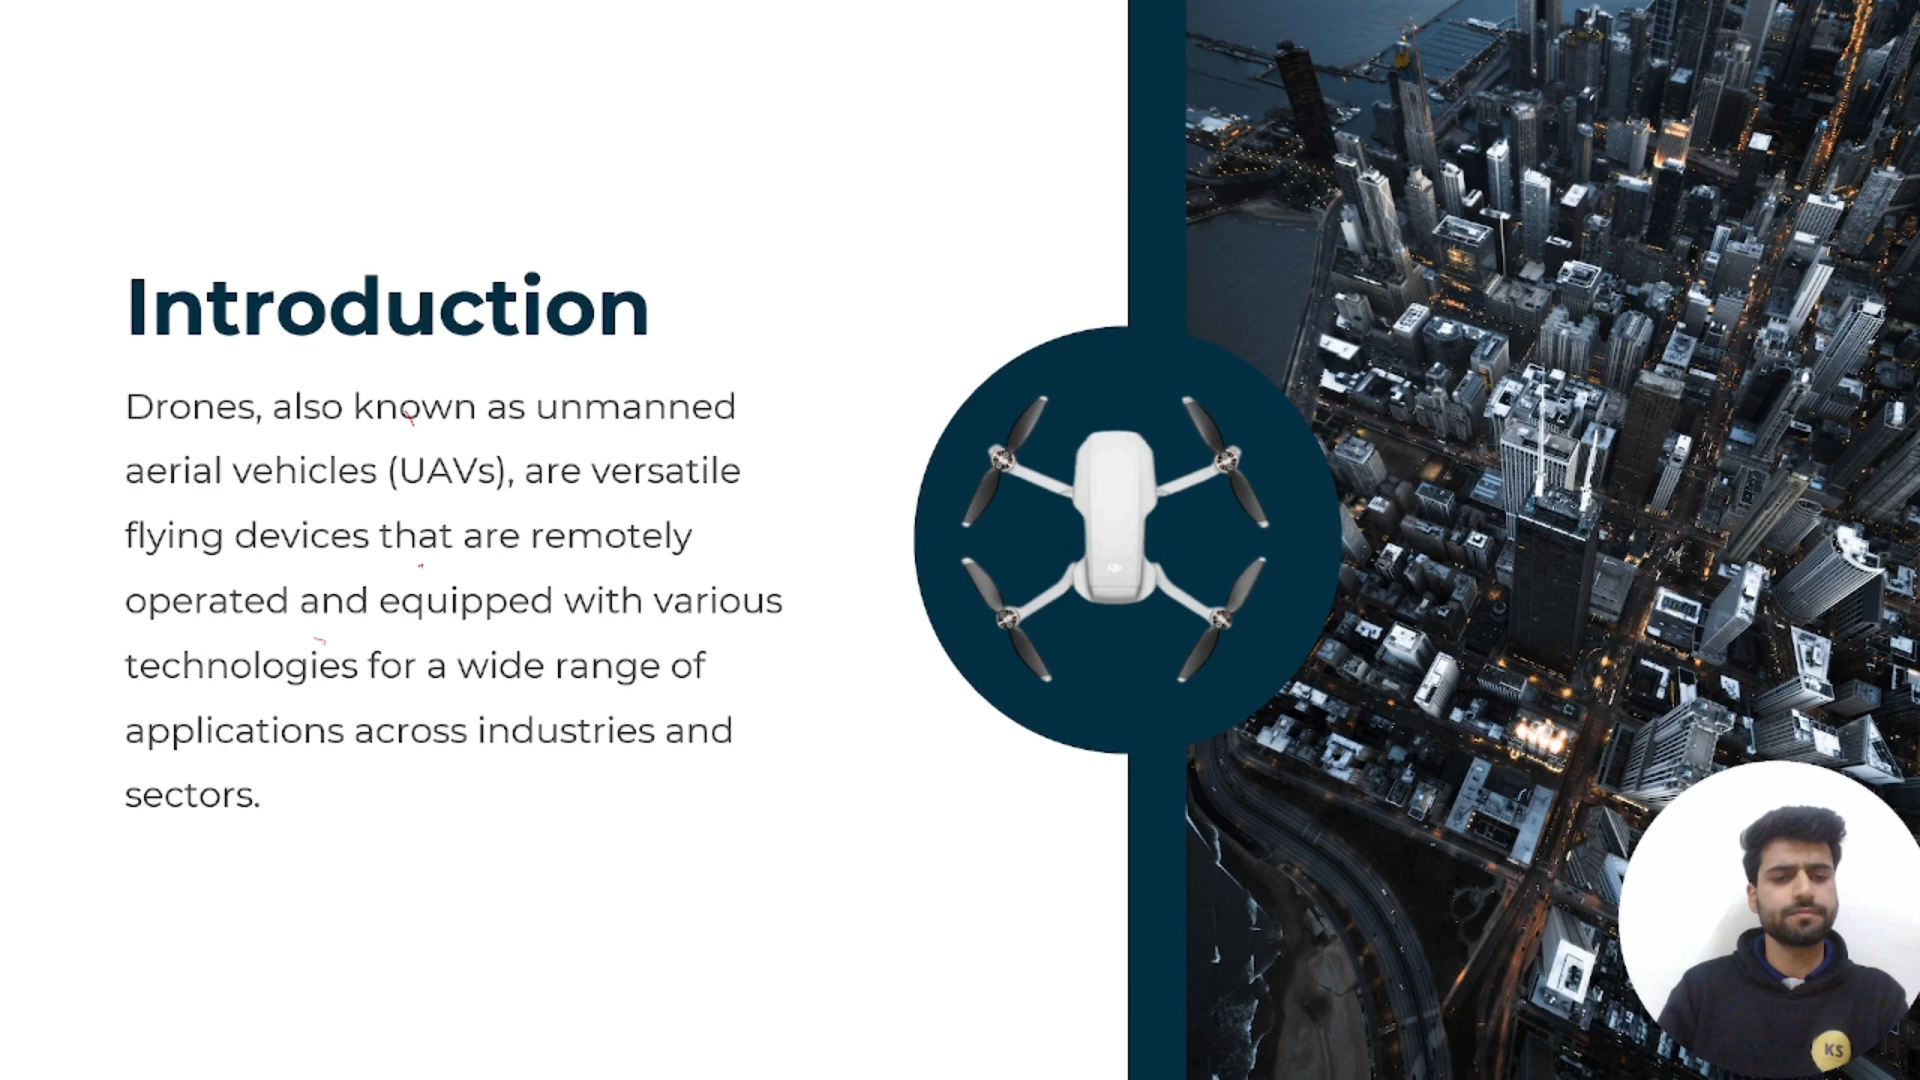 Introduction
Drones, also known as unmanned
aerial vehicles (UAVs), are versatile
flying devices that are remotely
operated and equipped with various
technologies for a wide range of
applications across industries and
sectors.
KS